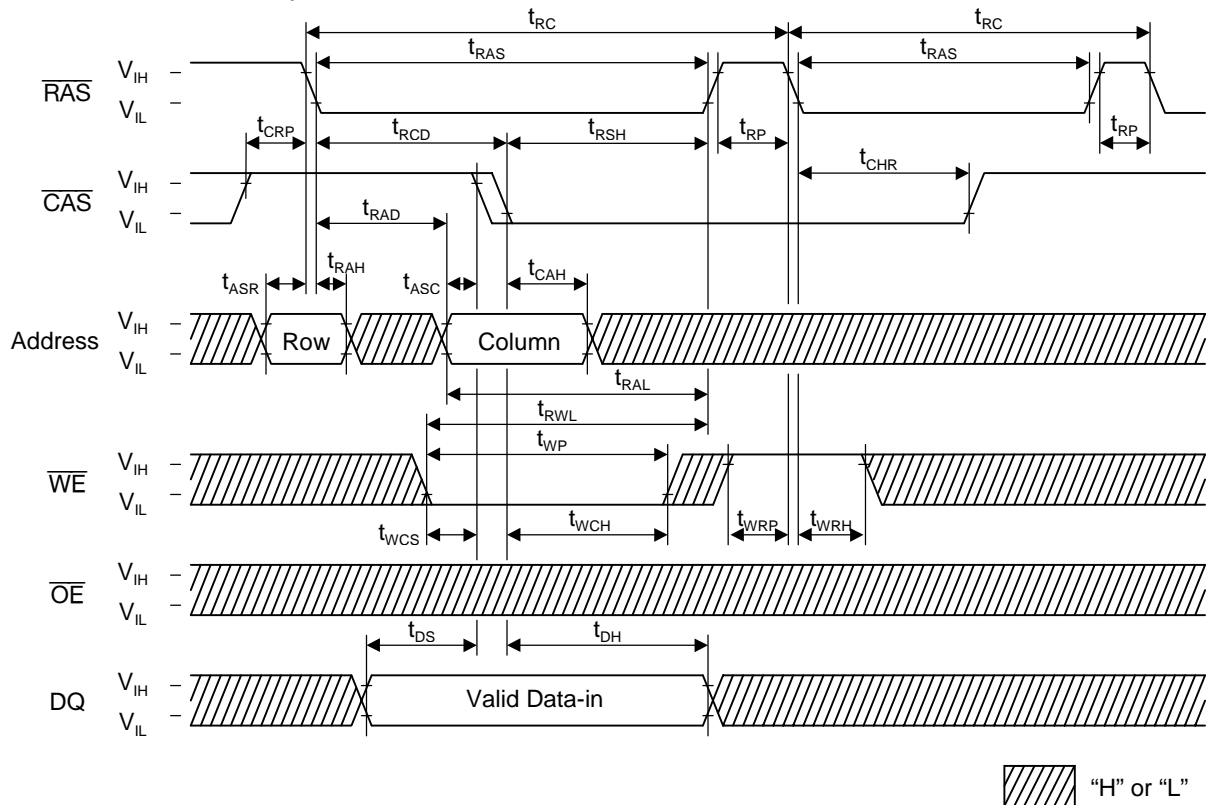 tRC tRC
tRAS tRAS
RAS VIH VIL
tCRP tRCD tRSH tRP tCHR tRP
CAS VIH VIL
tRAD
tASR tRAH tASC tCAH
Address VIH VIL Row Column
tRAL
tRWL
tWP
WE VIH VIL
tWCS tWCH tWRP tWRH
OE VIH VIL
tDS tDH
DQ VIH VIL Valid Data-in
“H” or “L”